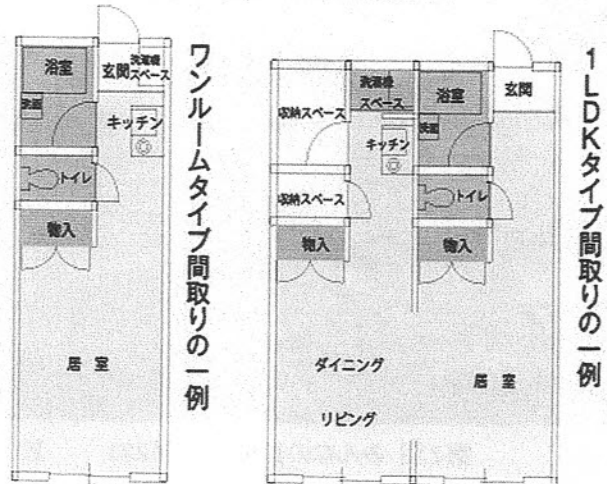 ワンルームタイプ間取りの一例
浴室
玄関
洗濯機
スペース
洗面
キッチン
トイレ
物入
居室
1LDKタイプ間取りの一例
収納スペース
洗濯機
スペース
浴室
玄関
洗面
キッチン
収納スペース
トイレ
物入
物入
ダイニング
居室
リビング